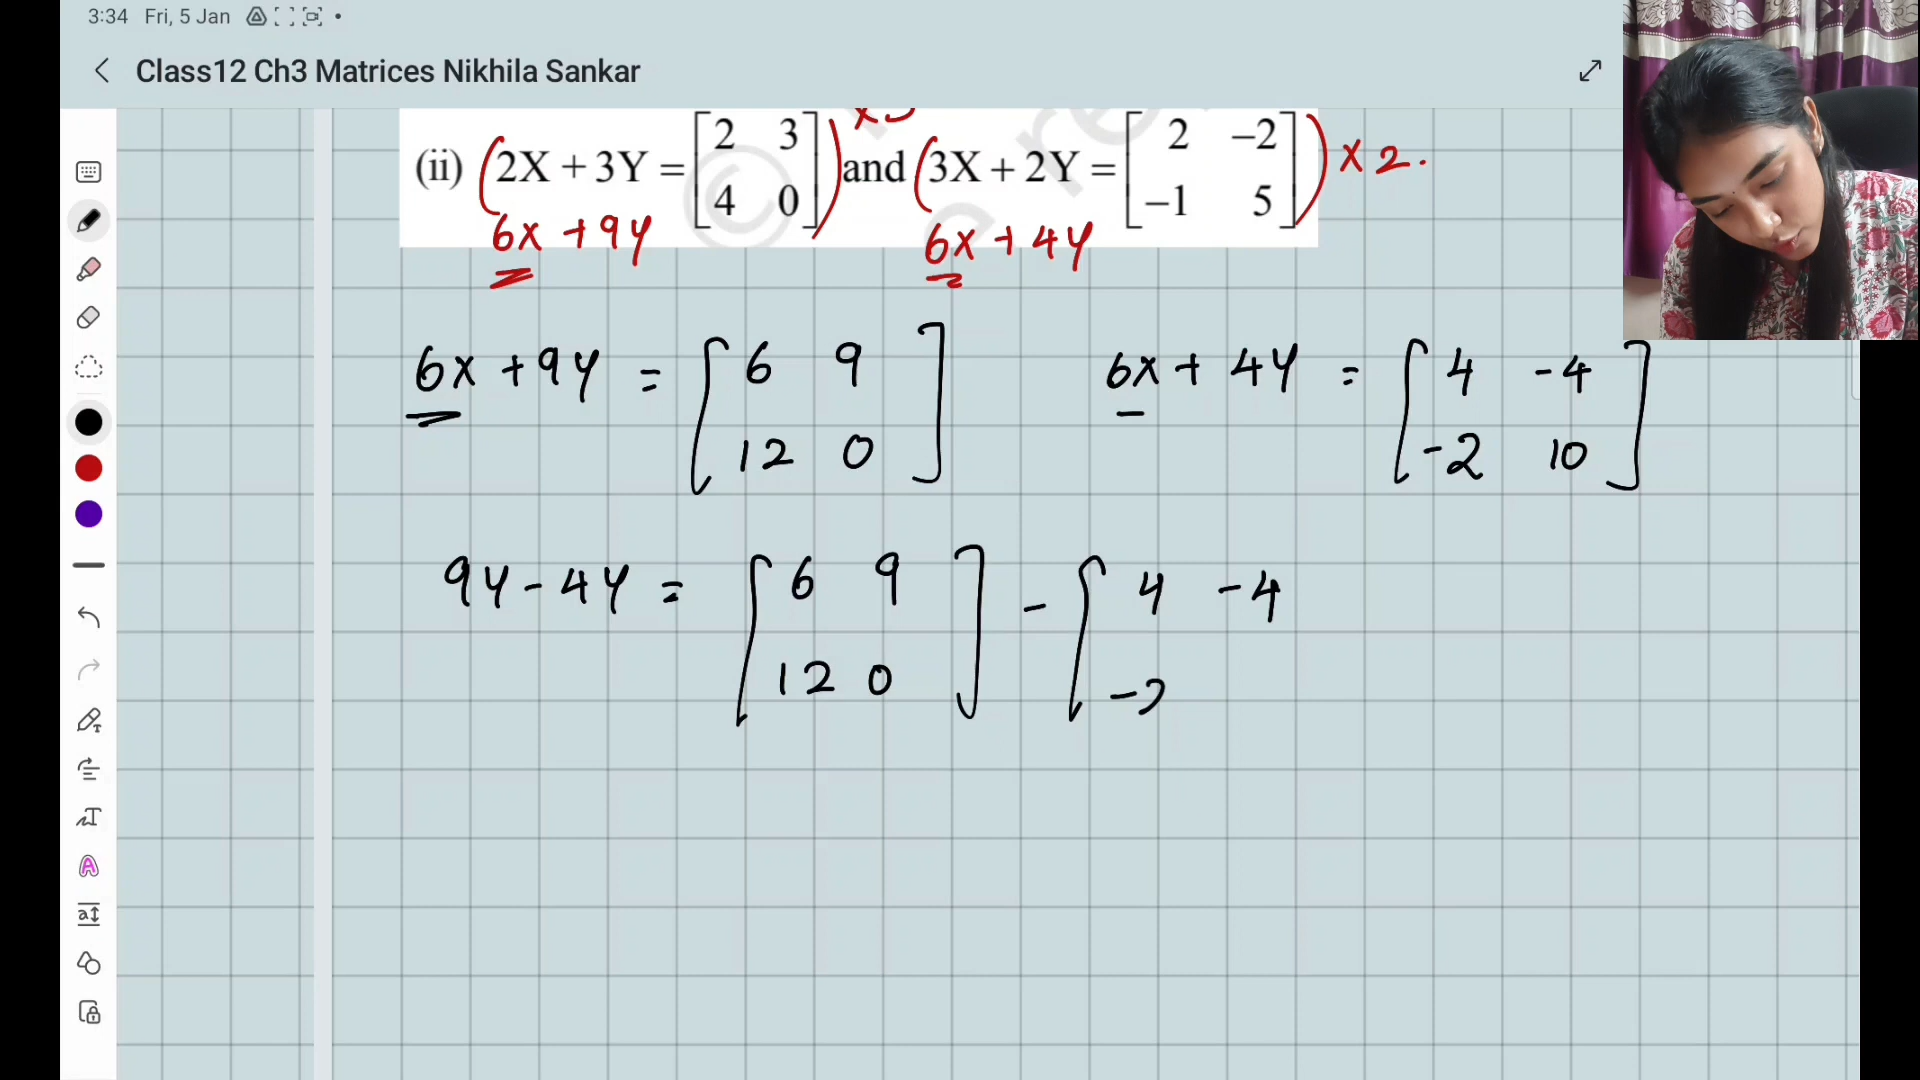 3:34 Fri, 5 Jan
Class12 Ch3 Matrices Nikhila Sankar
(ii) (2X + 3Y = [2 3 4 0]) and (3X + 2Y = [2 −2 −1 5]) × 2.
6x + 9y 6x + 4y
6x + 9y = [6 9 6x + 4y = [4 -4
12 0] -2 10]
9y - 4y = [6 9 - [4 -4
12 0]